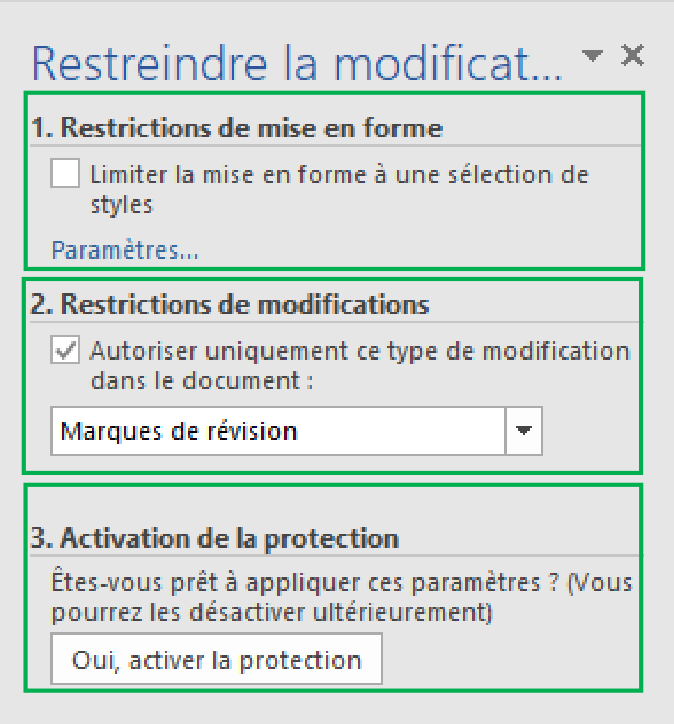 Restreindre la modificat...
1. Restrictions de mise en forme
Limiter la mise en forme à une sélection de
styles
Paramètres...
2. Restrictions de modifications
Autoriser uniquement ce type de modification
dans le document :
Marques de révision
3. Activation de la protection
Êtes-vous prêt à appliquer ces paramètres ? (Vous
pourrez les désactiver ultérieurement)
Oui, activer la protection